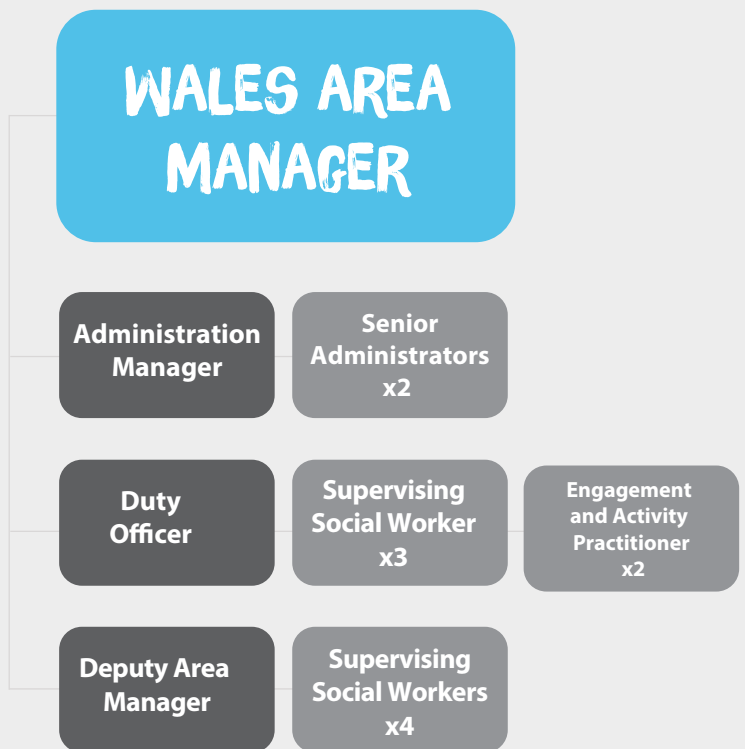 WALES AREA
MANAGER
Administration
Manager
Senior
Administrators
x2
Duty
Officer
Supervising
Social Worker
x3
Engagement
and Activity
Practitioner
x2
Deputy Area
Manager
Supervising
Social Workers
x4